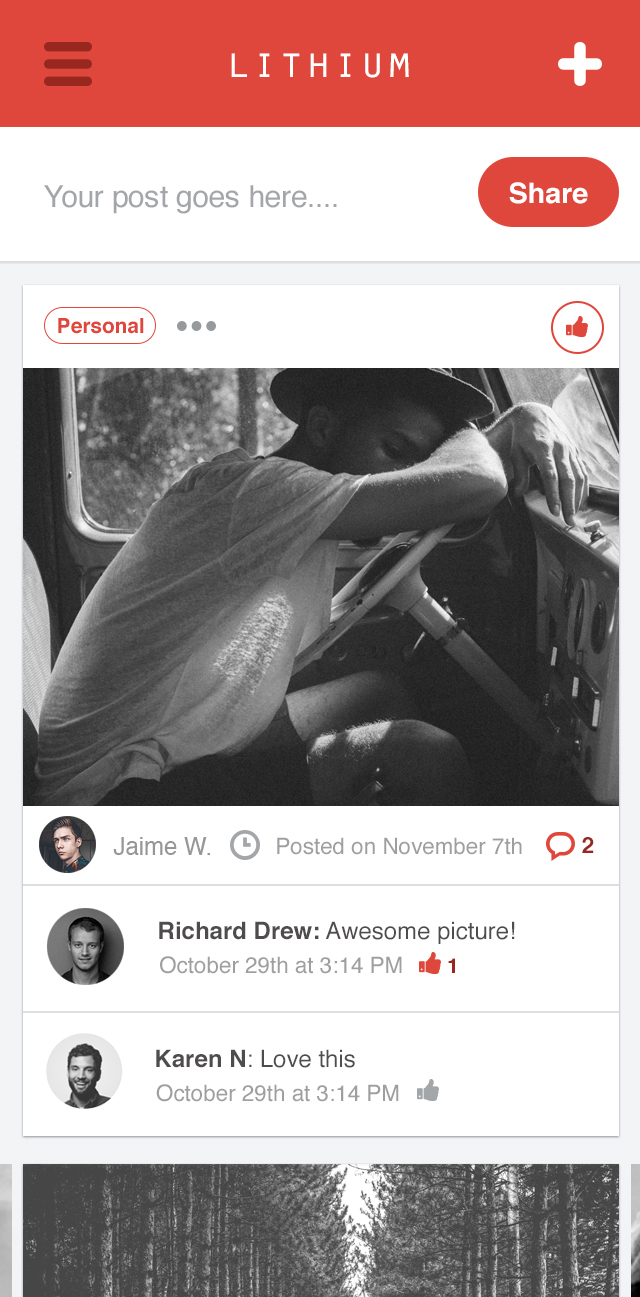 LITHIUM
Your post goes here....
Share
Personal
Jaime W.
Posted on November 7th
2
Richard Drew: Awesome picture!
October 29th at 3:14 PM
1
Karen N: Love this
October 29th at 3:14 PM